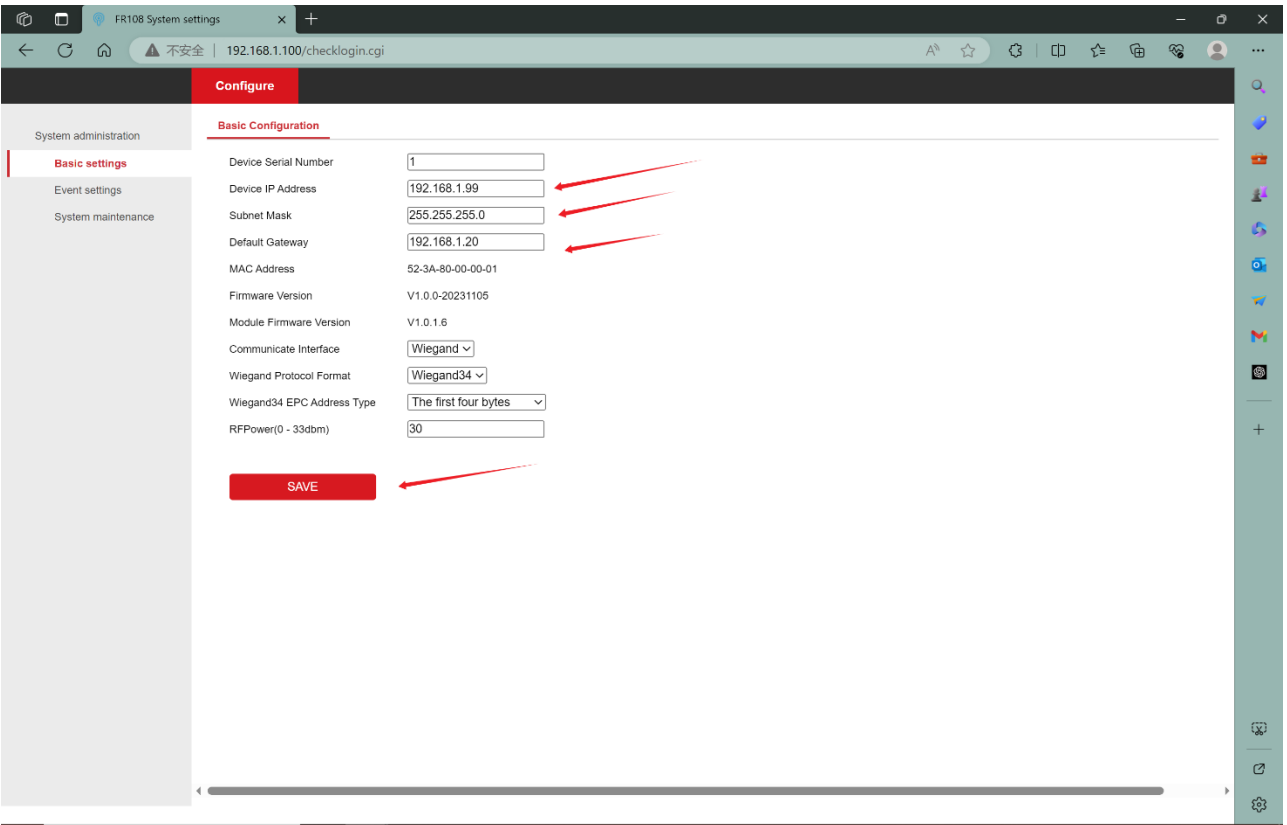 FR108 System settings
不安全 192.168.1.100/checklogin.cgi
Configure
System administration
Basic settings
Event settings
System maintenance
Basic Configuration
Device Serial Number 1
Device IP Address 192.168.1.99
Subnet Mask 255.255.255.0
Default Gateway 192.168.1.20
MAC Address 52-3A-80-00-00-01
Firmware Version V1.0.0-20231105
Module Firmware Version V1.0.1.6
Communicate Interface Wiegand
Wiegand Protocol Format Wiegand34
Wiegand34 EPC Address Type The first four bytes
RFPower(0 - 33dbm) 30
SAVE